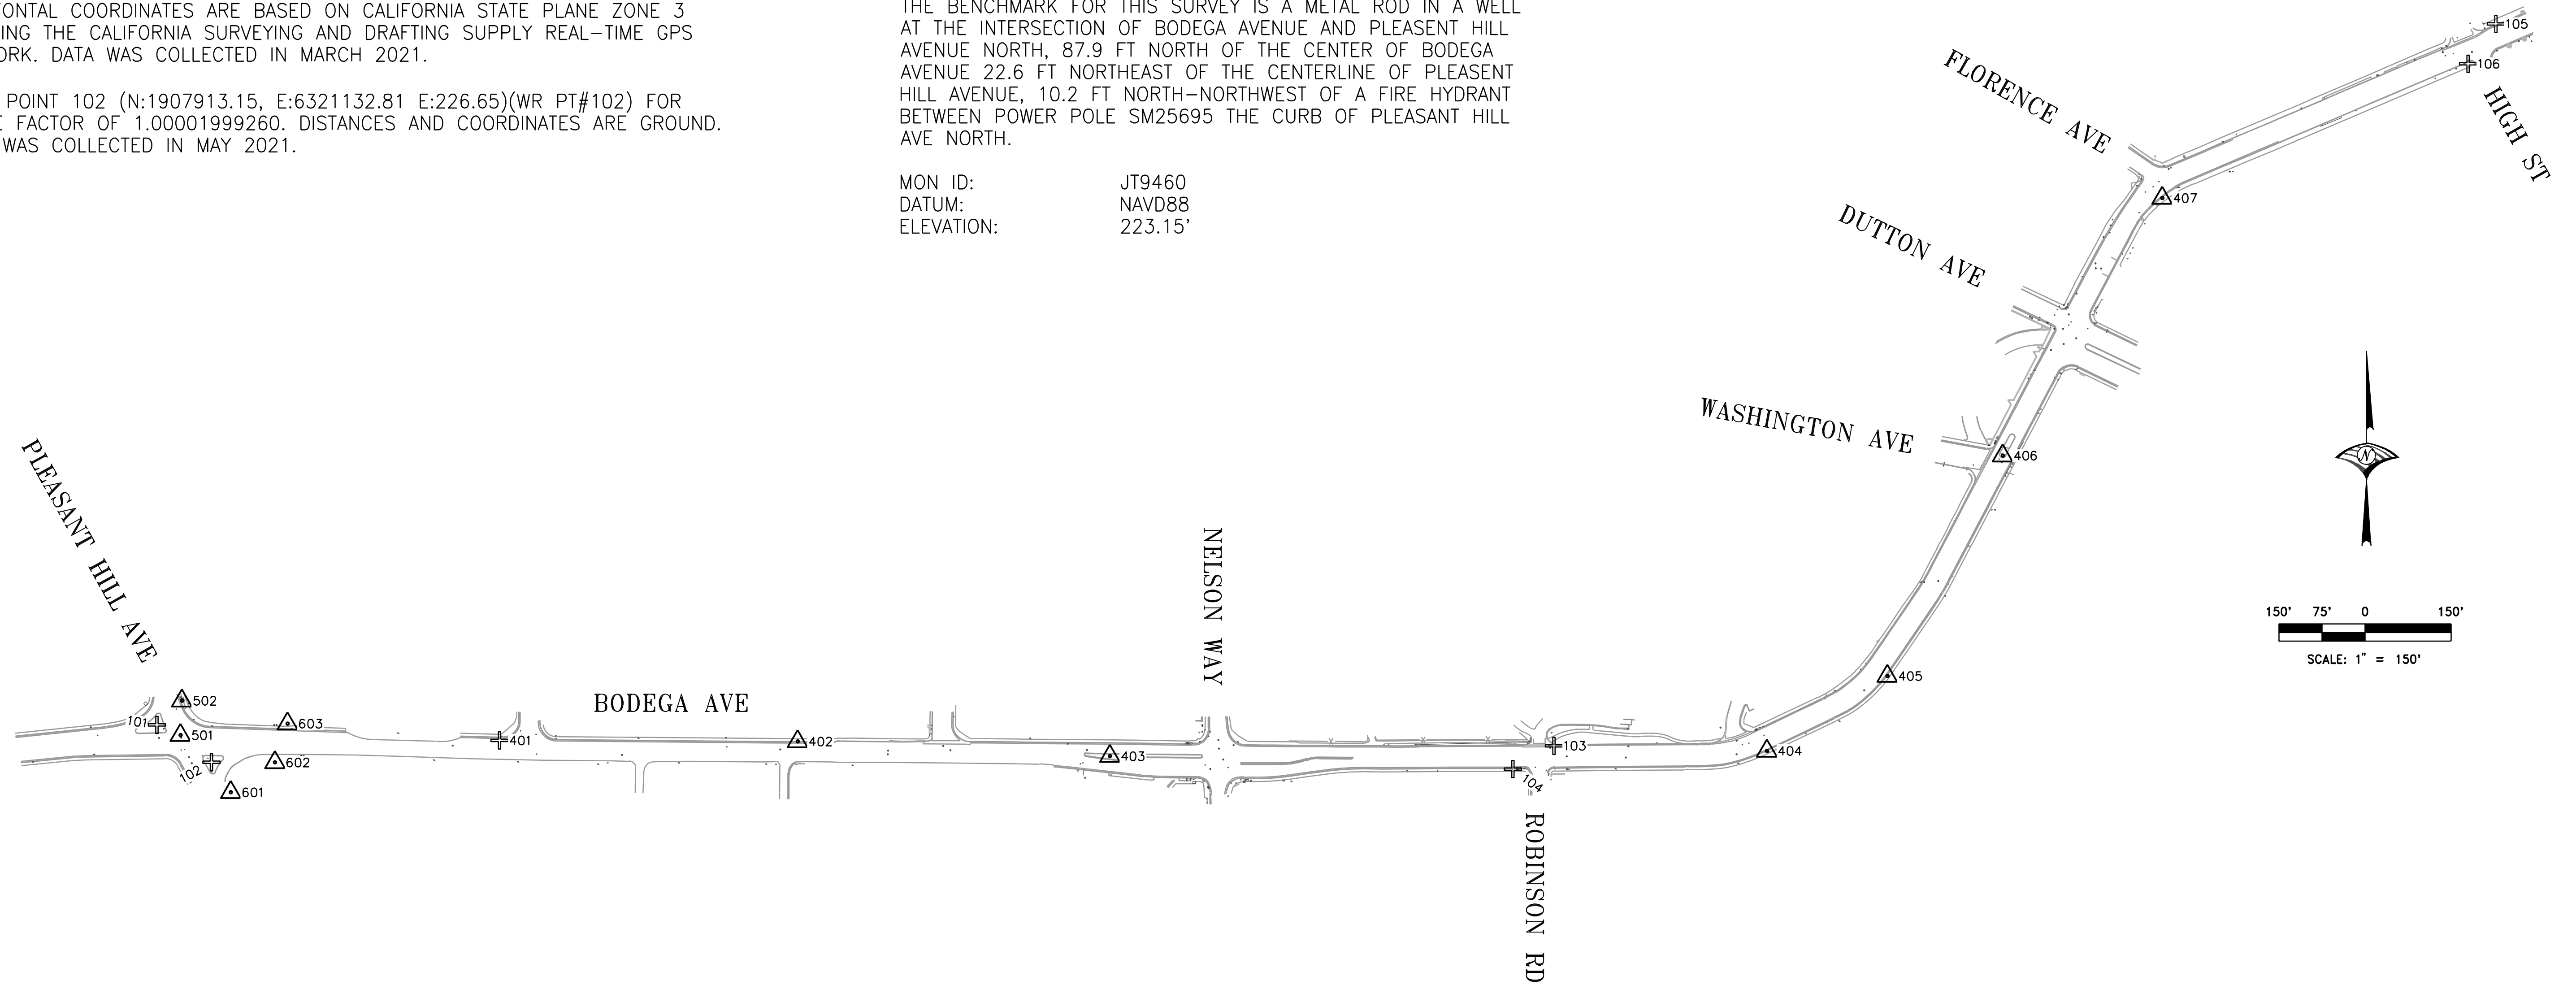 ONTAL COORDINATES ARE BASED ON CALIFORNIA STATE PLANE ZONE 3
ING THE CALIFORNIA SURVEYING AND DRAFTING SUPPLY REAL-TIME GPS
ORK. DATA WAS COLLECTED IN MARCH 2021.
POINT 102 (N:1907913.15, E:6321132.81 E:226.65)(WR PT#102) FOR
E FACTOR OF 1.00001999260. DISTANCES AND COORDINATES ARE GROUND.
WAS COLLECTED IN MAY 2021.
THE BENCHMARK FOR THIS SURVEY IS A METAL ROD IN A WELL
AT THE INTERSECTION OF BODEGA AVENUE AND PLEASENT HILL
AVENUE NORTH, 87.9 FT NORTH OF THE CENTER OF BODEGA
AVENUE 22.6 FT NORTHEAST OF THE CENTERLINE OF PLEASENT
HILL AVENUE, 10.2 FT NORTH-NORTHWEST OF A FIRE HYDRANT
BETWEEN POWER POLE SM25695 THE CURB OF PLEASANT HILL
AVE NORTH.
MON ID: JT9460
DATUM: NAVD88
ELEVATION: 223.15'
105
106
HIGH ST
FLORENCE AVE
407
DUTTON AVE
WASHINGTON AVE
406
N
150' 75' 0 150'
SCALE: 1" = 150'
PLEASANT HILL AVE
NELSON WAY
BODEGA AVE
405
502
101
603
501
401
402
403
103
404
602
102
104
601
ROBINSON RD